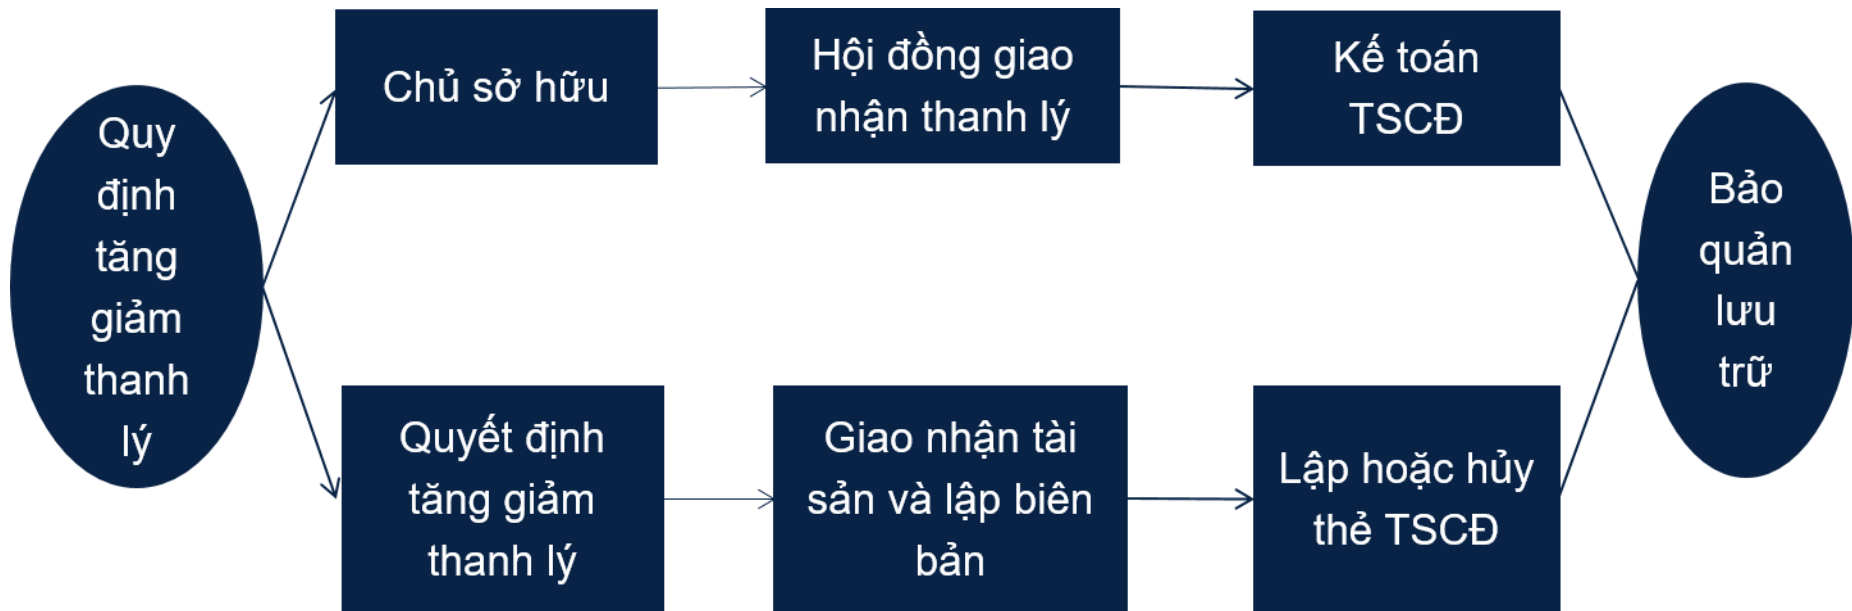 Quy
định
tăng
giảm
thanh
lý
Chủ sở hữu
Hội đồng giao
nhận thanh lý
Kế toán
TSCĐ
Quyết định
tăng giảm
thanh lý
Giao nhận tài
sản và lập biên
bản
Lập hoặc hủy
thẻ TSCĐ
Bảo
quản
lưu
trữ